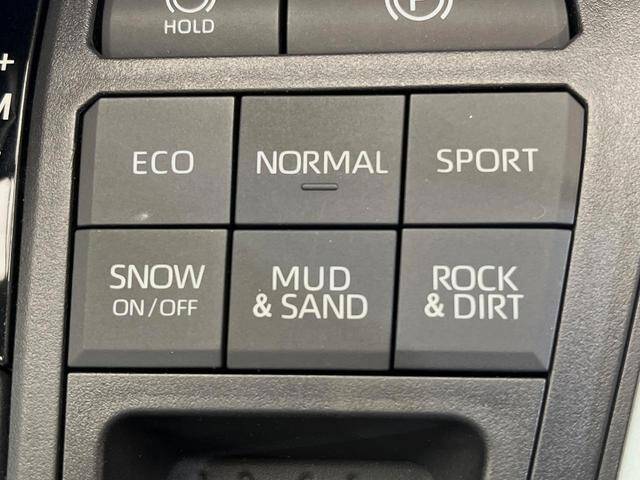 HOLD
P
+
M
ECO
NORMAL
SPORT
SNOW
ON/OFF
MUD
& SAND
ROCK
& DIRT